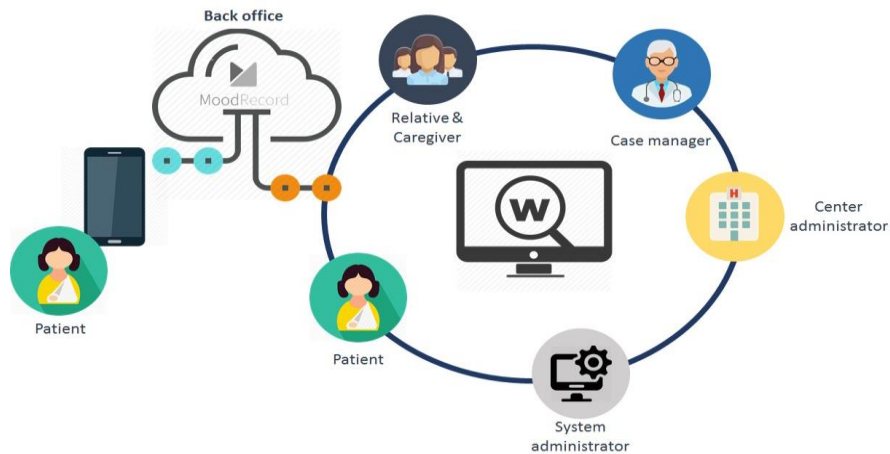 Back office
MoodRecord
Relative &
Caregiver
Case manager
H
Center
administrator
W
Patient
Patient
System
administrator